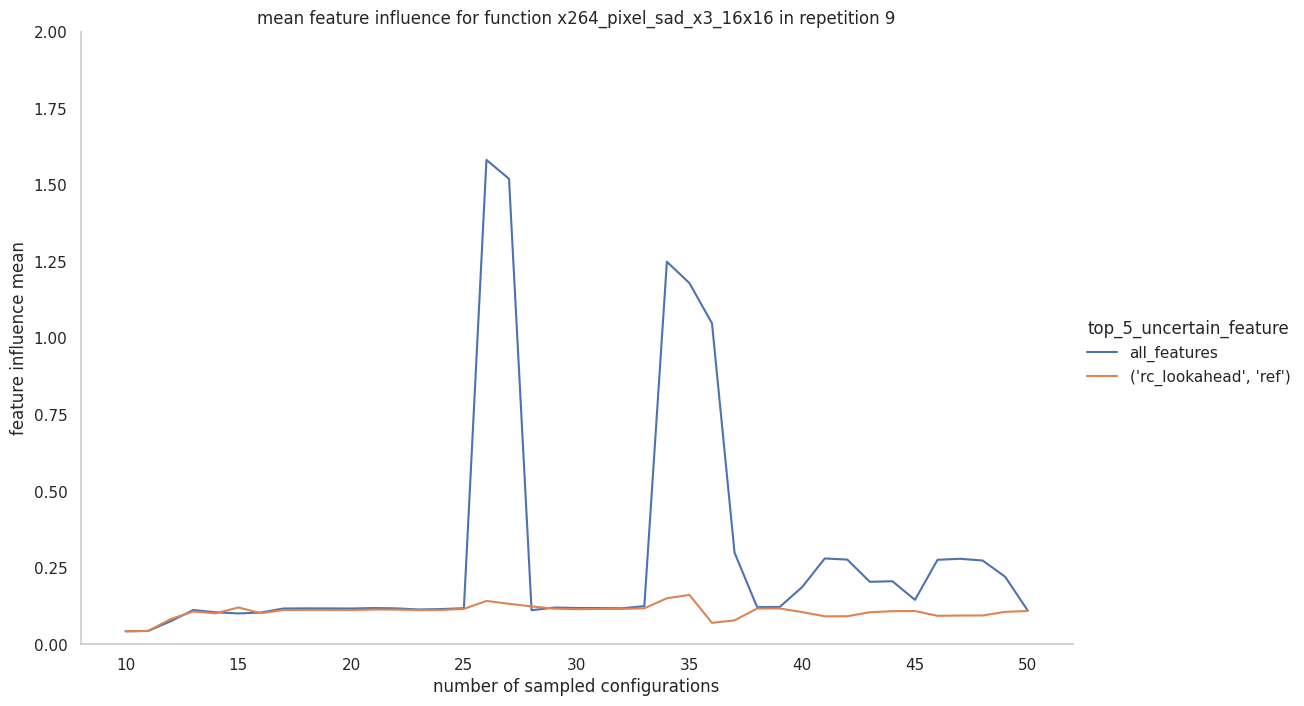 mean feature influence for function x264_pixel_sad_x3_16x16 in repetition 9
2.00
1.75
1.50
1.25
1.00
0.75
0.50
0.25
0.00
feature influence mean
10 15 20 25 30 35 40 45 50
number of sampled configurations
top_5_uncertain_feature
all_features
('rc_lookahead', 'ref')